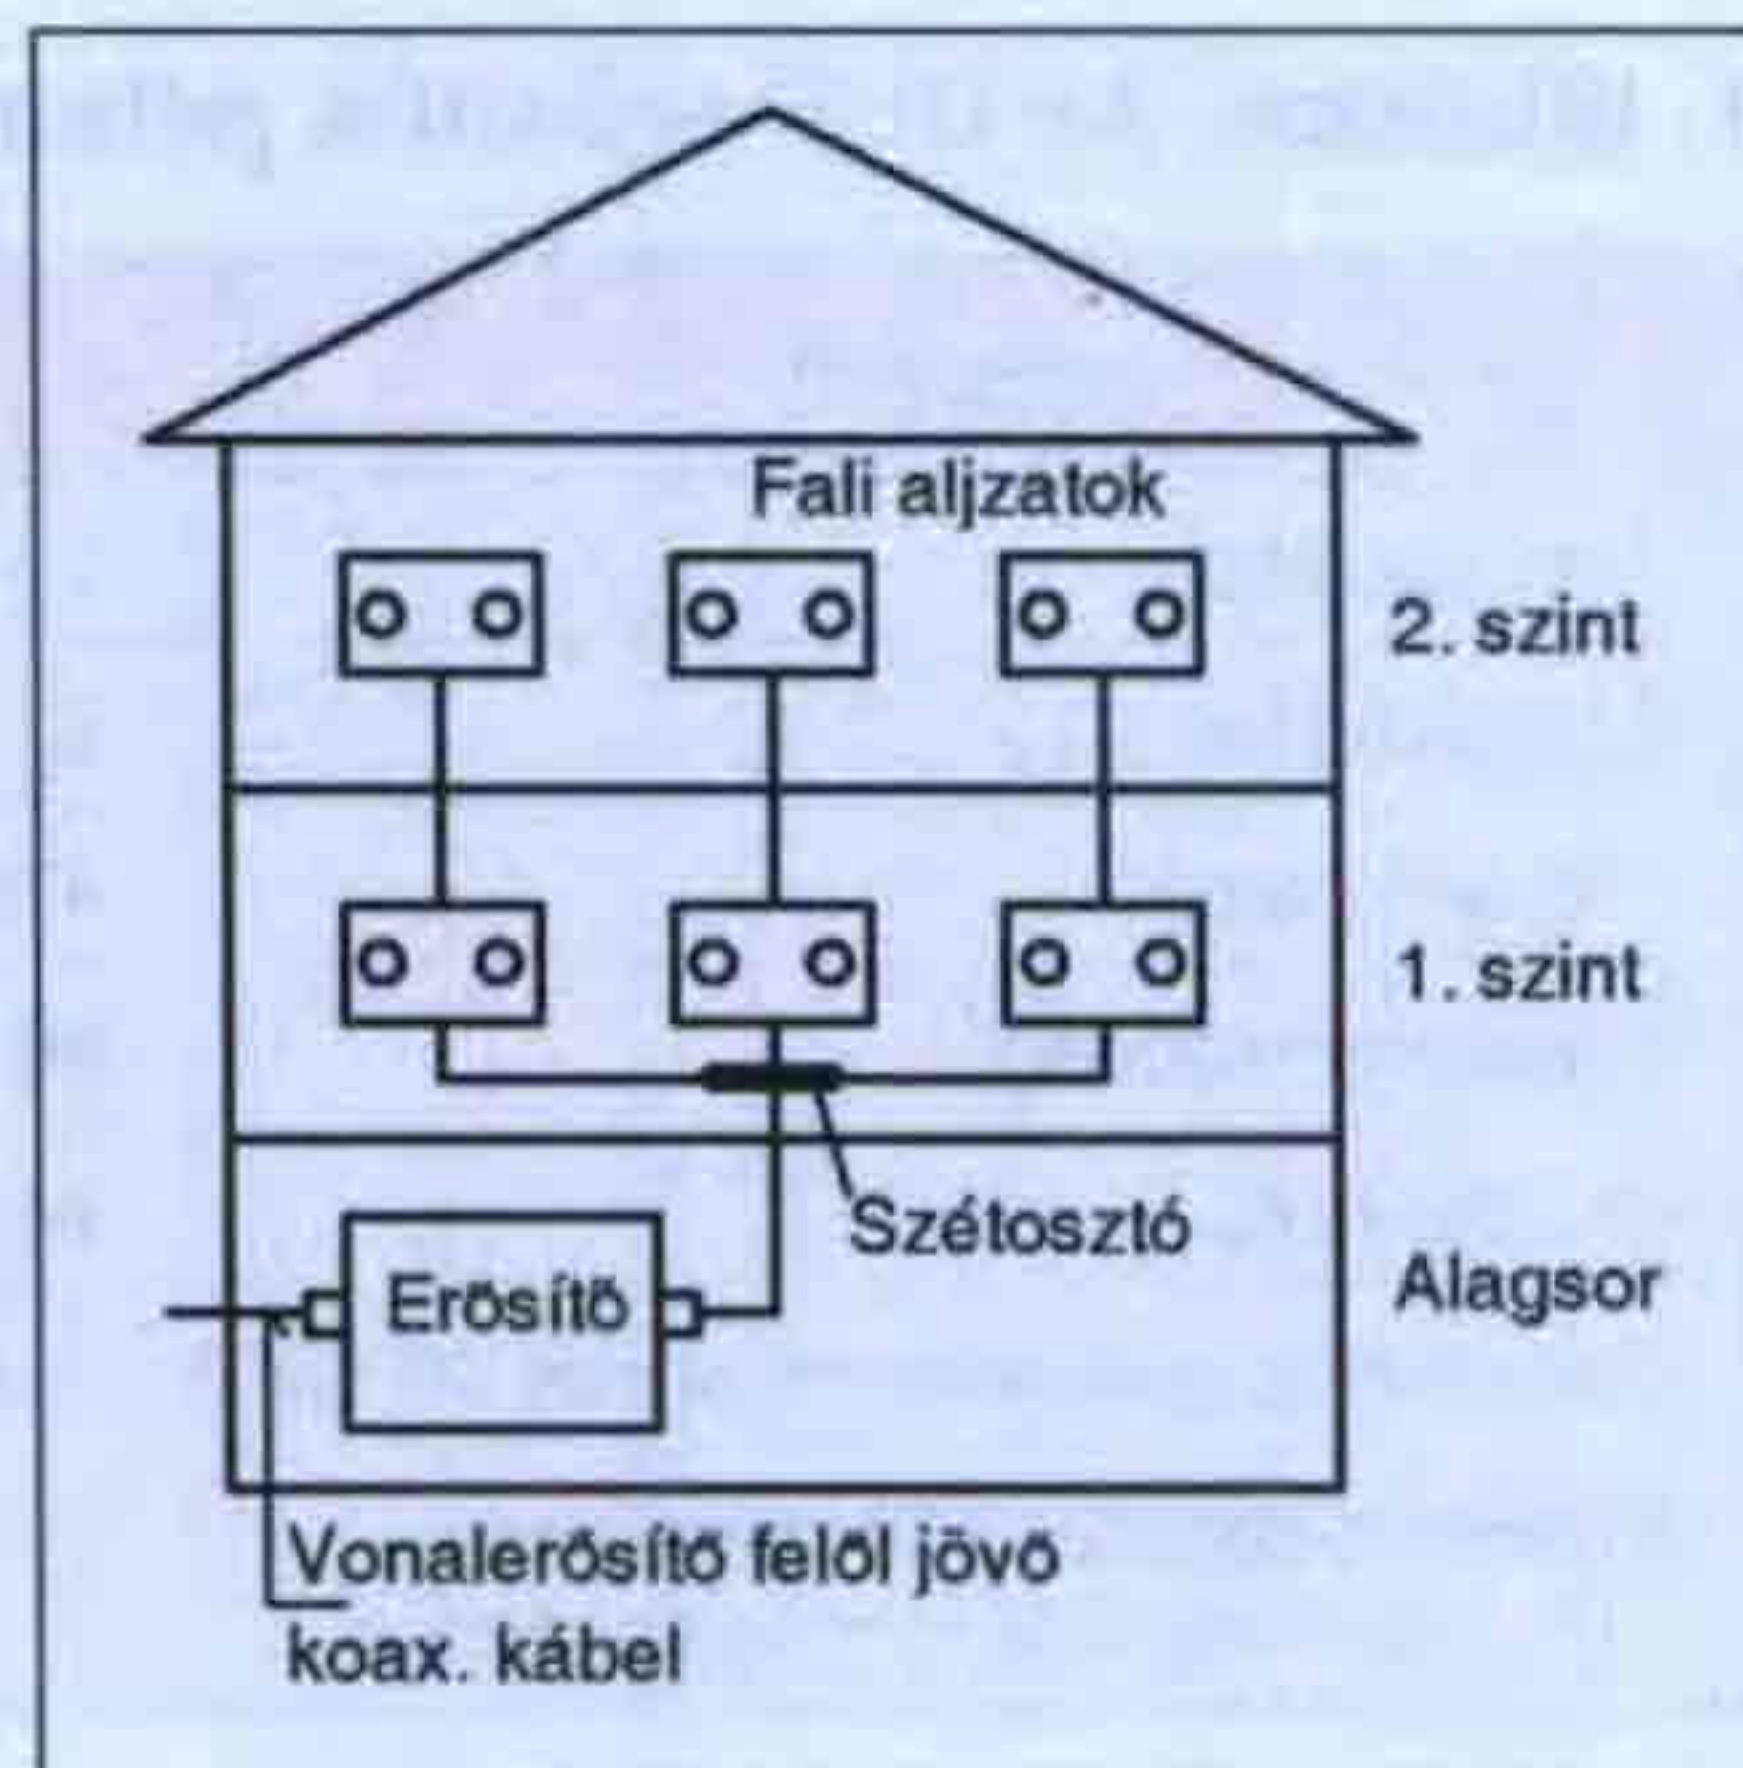 Fali aljzatok
2. szint
1. szint
Szétosztó
Erősítő
Alagsor
Vonalerősítő felől jövő
koax. kábel